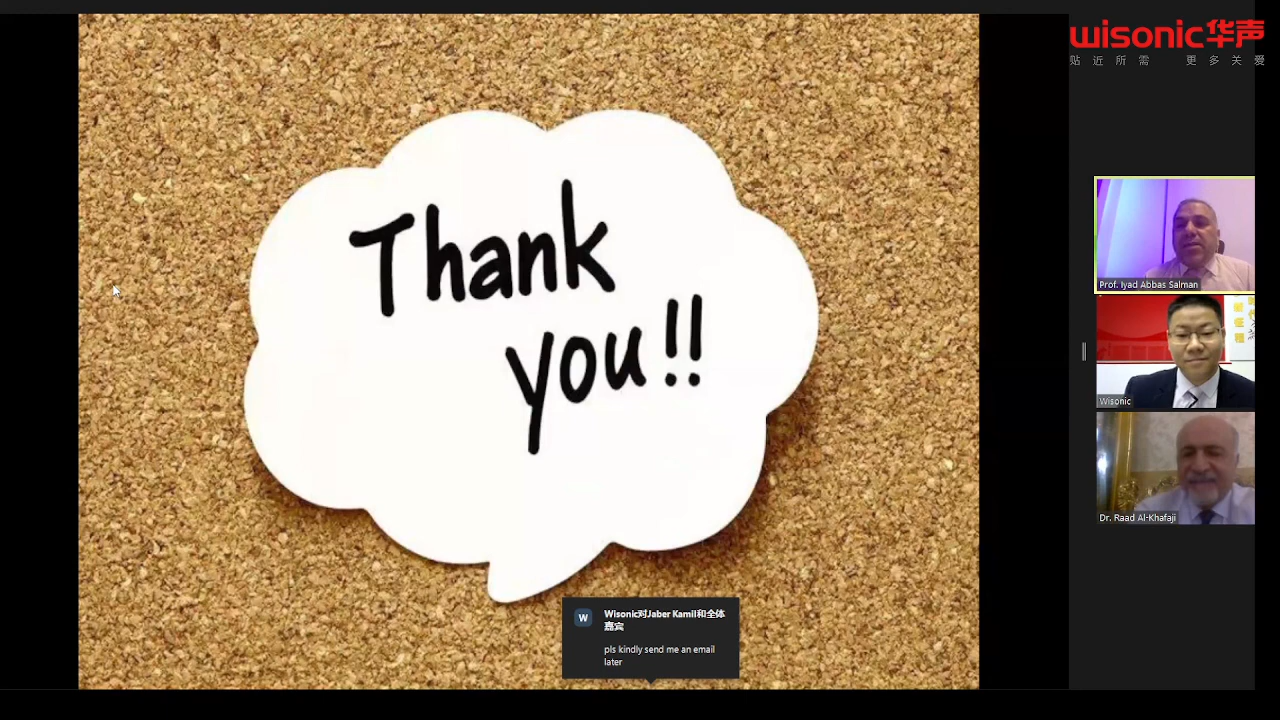 wisonic华声
贴近所需 更多关爱
Thank
you!!
Prof. Iyad Abbas Salman
Wisonic
Dr. Raad Al-Khafaji
W
Wisonic对Jaber Kamil和全体
嘉宾
pls kindly send me an email
later